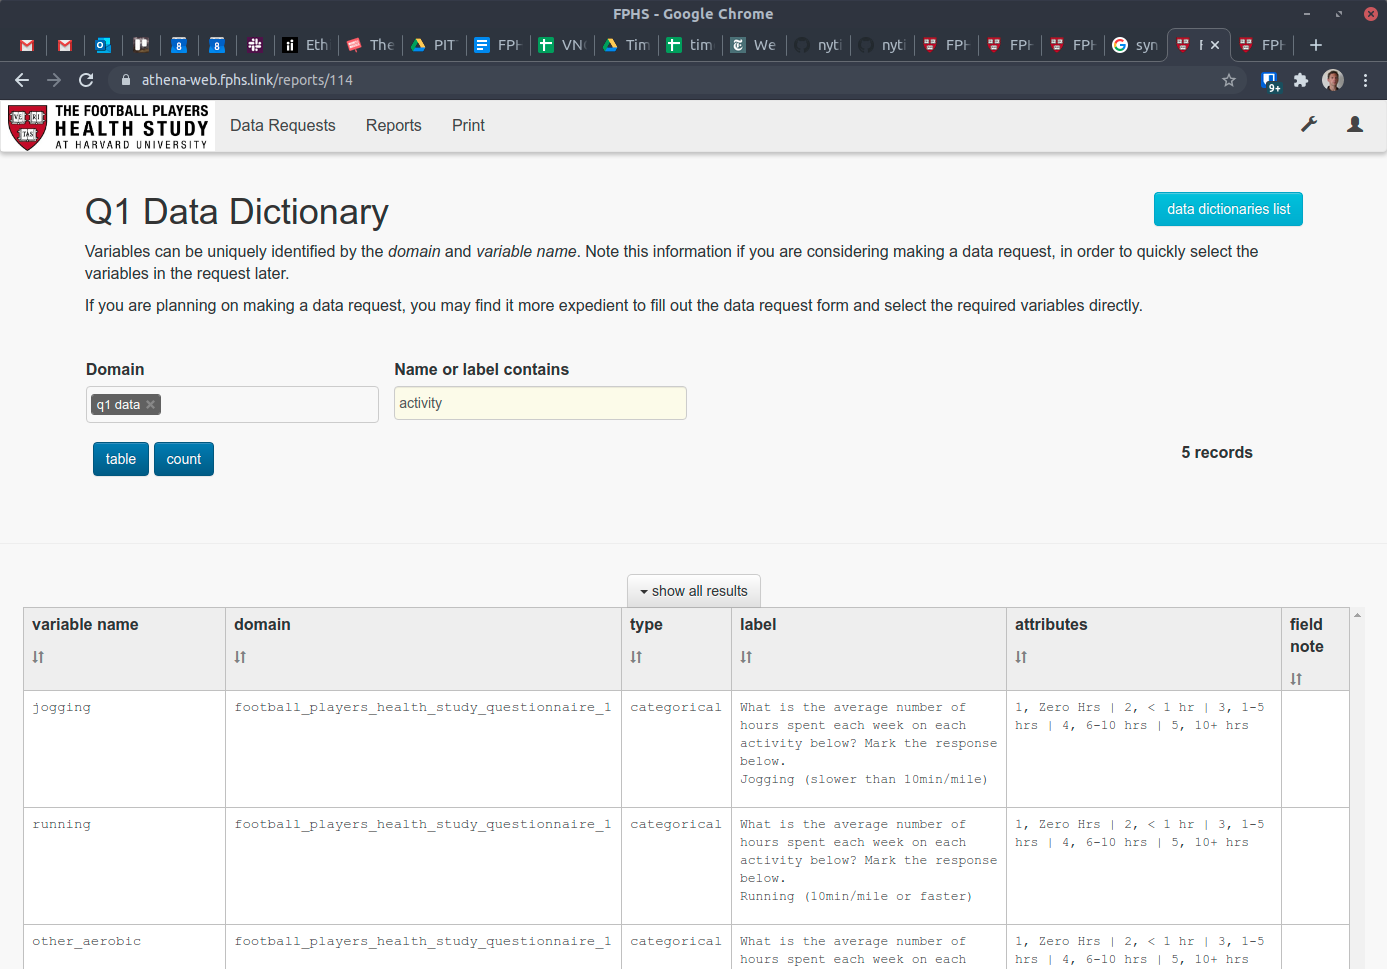 FPHS - Google Chrome
8 8 Eth The PIT FPH VN Tim tim We nyti nyti FPH FPH FPH syn F FPH
athena-web.fphs.link/reports/114
9+
VE RI TAS
THE FOOTBALL PLAYERS
HEALTH STUDY
AT HARVARD UNIVERSITY
Data Requests Reports Print
Q1 Data Dictionary
data dictionaries list
Variables can be uniquely identified by the domain and variable name. Note this information if you are considering making a data request, in order to quickly select the
variables in the request later.
If you are planning on making a data request, you may find it more expedient to fill out the data request form and select the required variables directly.
Domain
Name or label contains
q1 data ×
activity
table count
5 records
show all results
variable name domain type label attributes field
note
jogging football_players_health_study_questionnaire_1 categorical What is the average number of
hours spent each week on each
activity below? Mark the response
below.
Jogging (slower than 10min/mile)
1, Zero Hrs | 2, < 1 hr | 3, 1-5
hrs | 4, 6-10 hrs | 5, 10+ hrs
running football_players_health_study_questionnaire_1 categorical What is the average number of
hours spent each week on each
activity below? Mark the response
below.
Running (10min/mile or faster)
1, Zero Hrs | 2, < 1 hr | 3, 1-5
hrs | 4, 6-10 hrs | 5, 10+ hrs
other_aerobic football_players_health_study_questionnaire_1 categorical What is the average number of
hours spent each week on each
1, Zero Hrs | 2, < 1 hr | 3, 1-5
hrs | 4, 6-10 hrs | 5, 10+ hrs